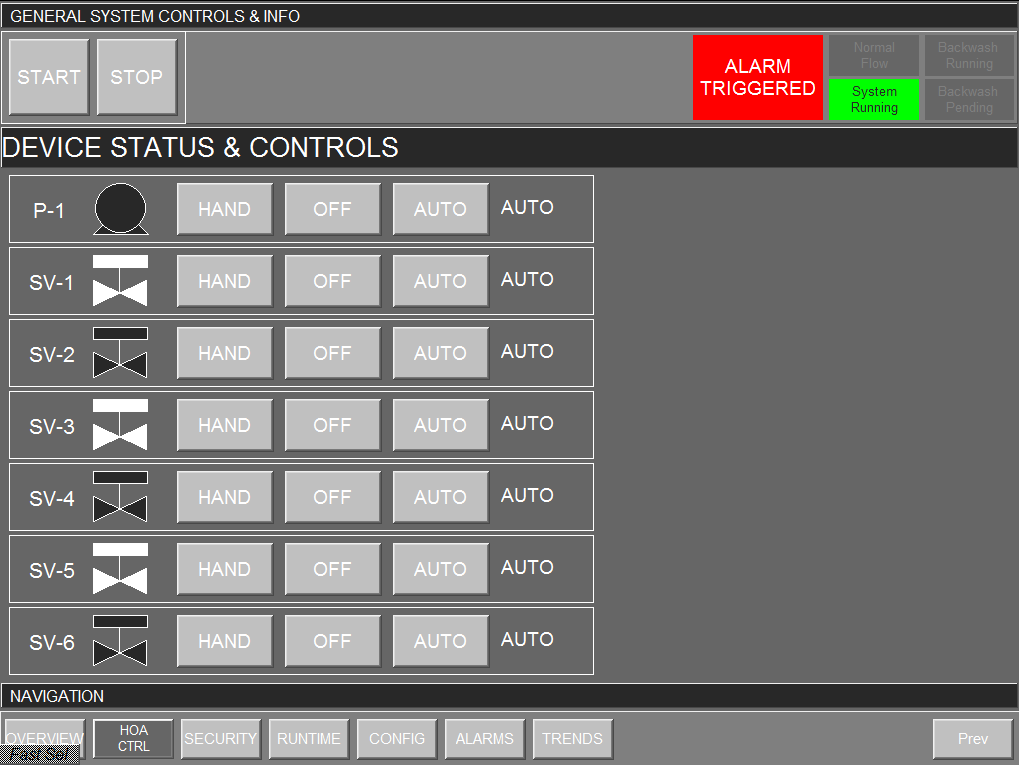 GENERAL SYSTEM CONTROLS & INFO
START STOP
ALARM
TRIGGERED
Normal
Flow
Backwash
Running
System
Running
Backwash
Pending
DEVICE STATUS & CONTROLS
P-1 HAND OFF AUTO AUTO
SV-1 HAND OFF AUTO AUTO
SV-2 HAND OFF AUTO AUTO
SV-3 HAND OFF AUTO AUTO
SV-4 HAND OFF AUTO AUTO
SV-5 HAND OFF AUTO AUTO
SV-6 HAND OFF AUTO AUTO
NAVIGATION
OVERVIEW
HOA
CTRL
SECURITY RUNTIME CONFIG ALARMS TRENDS Prev
Fast Sel